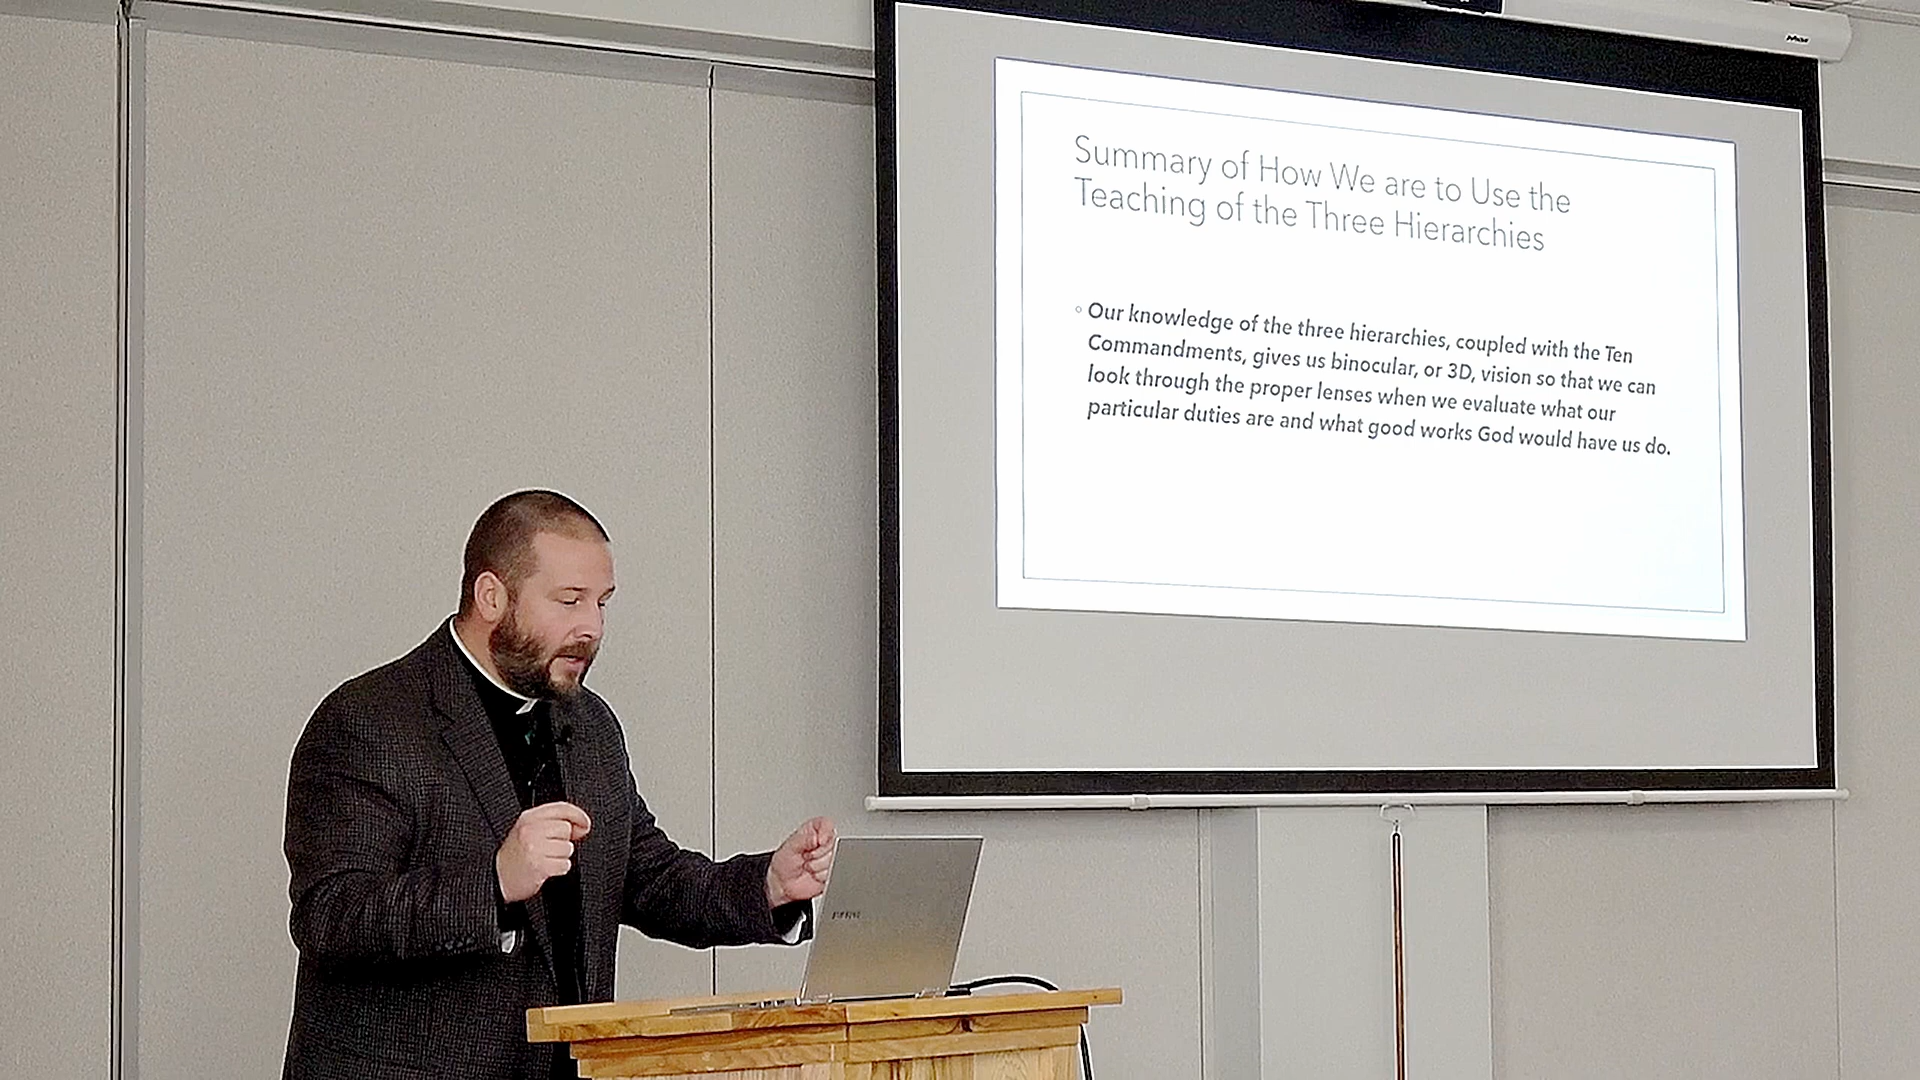 Summary of How We are to Use the
Teaching of the Three Hierarchies
Our knowledge of the three hierarchies, coupled with the Ten
Commandments, gives us binocular, or 3D, vision so that we can
look through the proper lenses when we evaluate what our
particular duties are and what good works God would have us do.